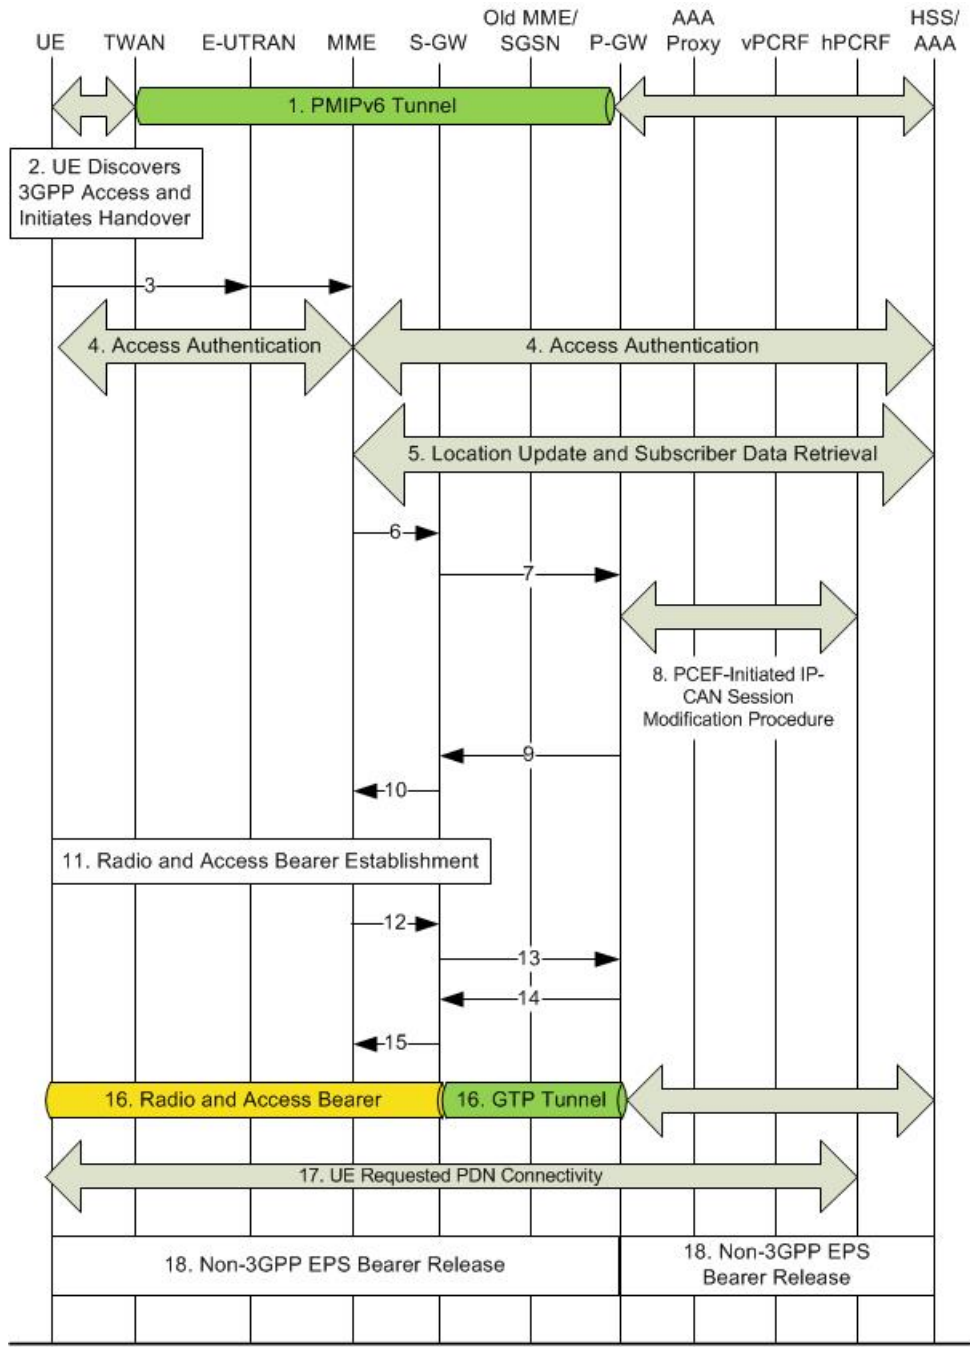 UE TWAN E-UTRAN MME S-GW Old MME/ SGSN P-GW AAA Proxy vPCRF hPCRF HSS/ AAA
1. PMIPv6 Tunnel
2. UE Discovers
3GPP Access and
Initiates Handover
3
4. Access Authentication
4. Access Authentication
5. Location Update and Subscriber Data Retrieval
6
7
8. PCEF-Initiated IP-
CAN Session
Modification Procedure
9
10
11. Radio and Access Bearer Establishment
12
13
14
15
16. Radio and Access Bearer
16. GTP Tunnel
17. UE Requested PDN Connectivity
18. Non-3GPP EPS Bearer Release
18. Non-3GPP EPS
Bearer Release